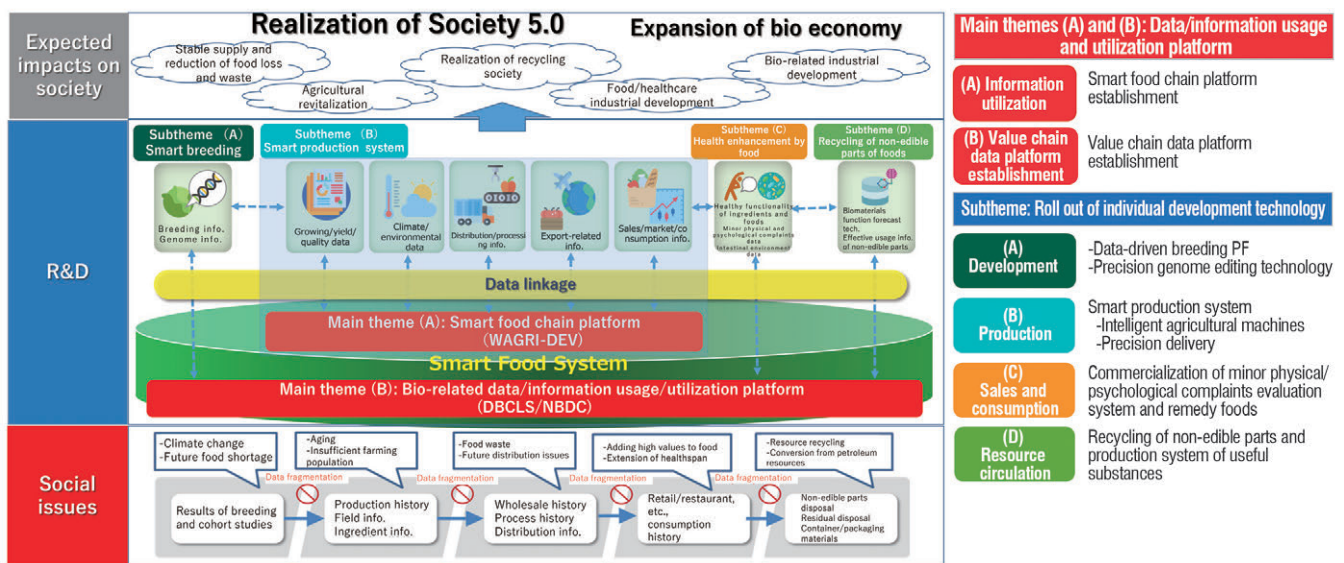 Expected
impacts on
society
Realization of Society 5.0
Expansion of bio economy
Stable supply and
reduction of food loss
and waste
Agricultural
revitalization
Realization of recycling
society
Food/healthcare
industrial development
Bio-related industrial
development
R&D
Subtheme (A)
Smart breeding
Subtheme (B)
Smart production system
Subtheme (C)
Health enhancement by
food
Subtheme (D)
Recycling of non-edible
parts of foods
Breeding info.
Genome info.
Growing/yield/
quality data
Climate/
environmental
data
Distribution/processi
ng info.
Export-related
info.
Sales/market/co
nsumption info.
Healthy functionality
of ingredients and
foods
Minor physical and
psychological complaints
data
Intestinal environment
data
Biomaterials
function forecast
tech.
Effective usage info.
of non-edible parts
Data linkage
Main theme (A): Smart food chain platform
(WAGRI-DEV)
Smart Food System
Main theme (B): Bio-related data/information usage/utilization platform
(DBCLS/NBDC)
Social
issues
-Climate change
-Future food shortage
-Aging
-Insufficient farming
population
-Food waste
-Future distribution issues
-Adding high values to food
-Extension of healthspan
-Resource recycling
-Conversion from petroleum
resources
Data fragmentation
Data fragmentation
Data fragmentation
Data fragmentation
Results of breeding
and cohort studies
Production history
Field info.
Ingredient info.
Wholesale history
Process history
Distribution info.
Retail/restaurant,
etc.,
consumption
history
Non-edible parts
disposal
Residual disposal
Container/packaging
materials
Main themes (A) and (B): Data/information usage
and utilization platform
(A) Information
utilization
Smart food chain platform
establishment
(B) Value chain
data platform
establishment
Value chain data platform
establishment
Subtheme: Roll out of individual development technology
(A)
Development
-Data-driven breeding PF
-Precision genome editing technology
(B)
Production
Smart production system
-Intelligent agricultural machines
-Precision delivery
(C)
Sales and
consumption
Commercialization of minor physical/
psychological complaints evaluation
system and remedy foods
(D)
Resource
circulation
Recycling of non-edible parts and
production system of useful
substances